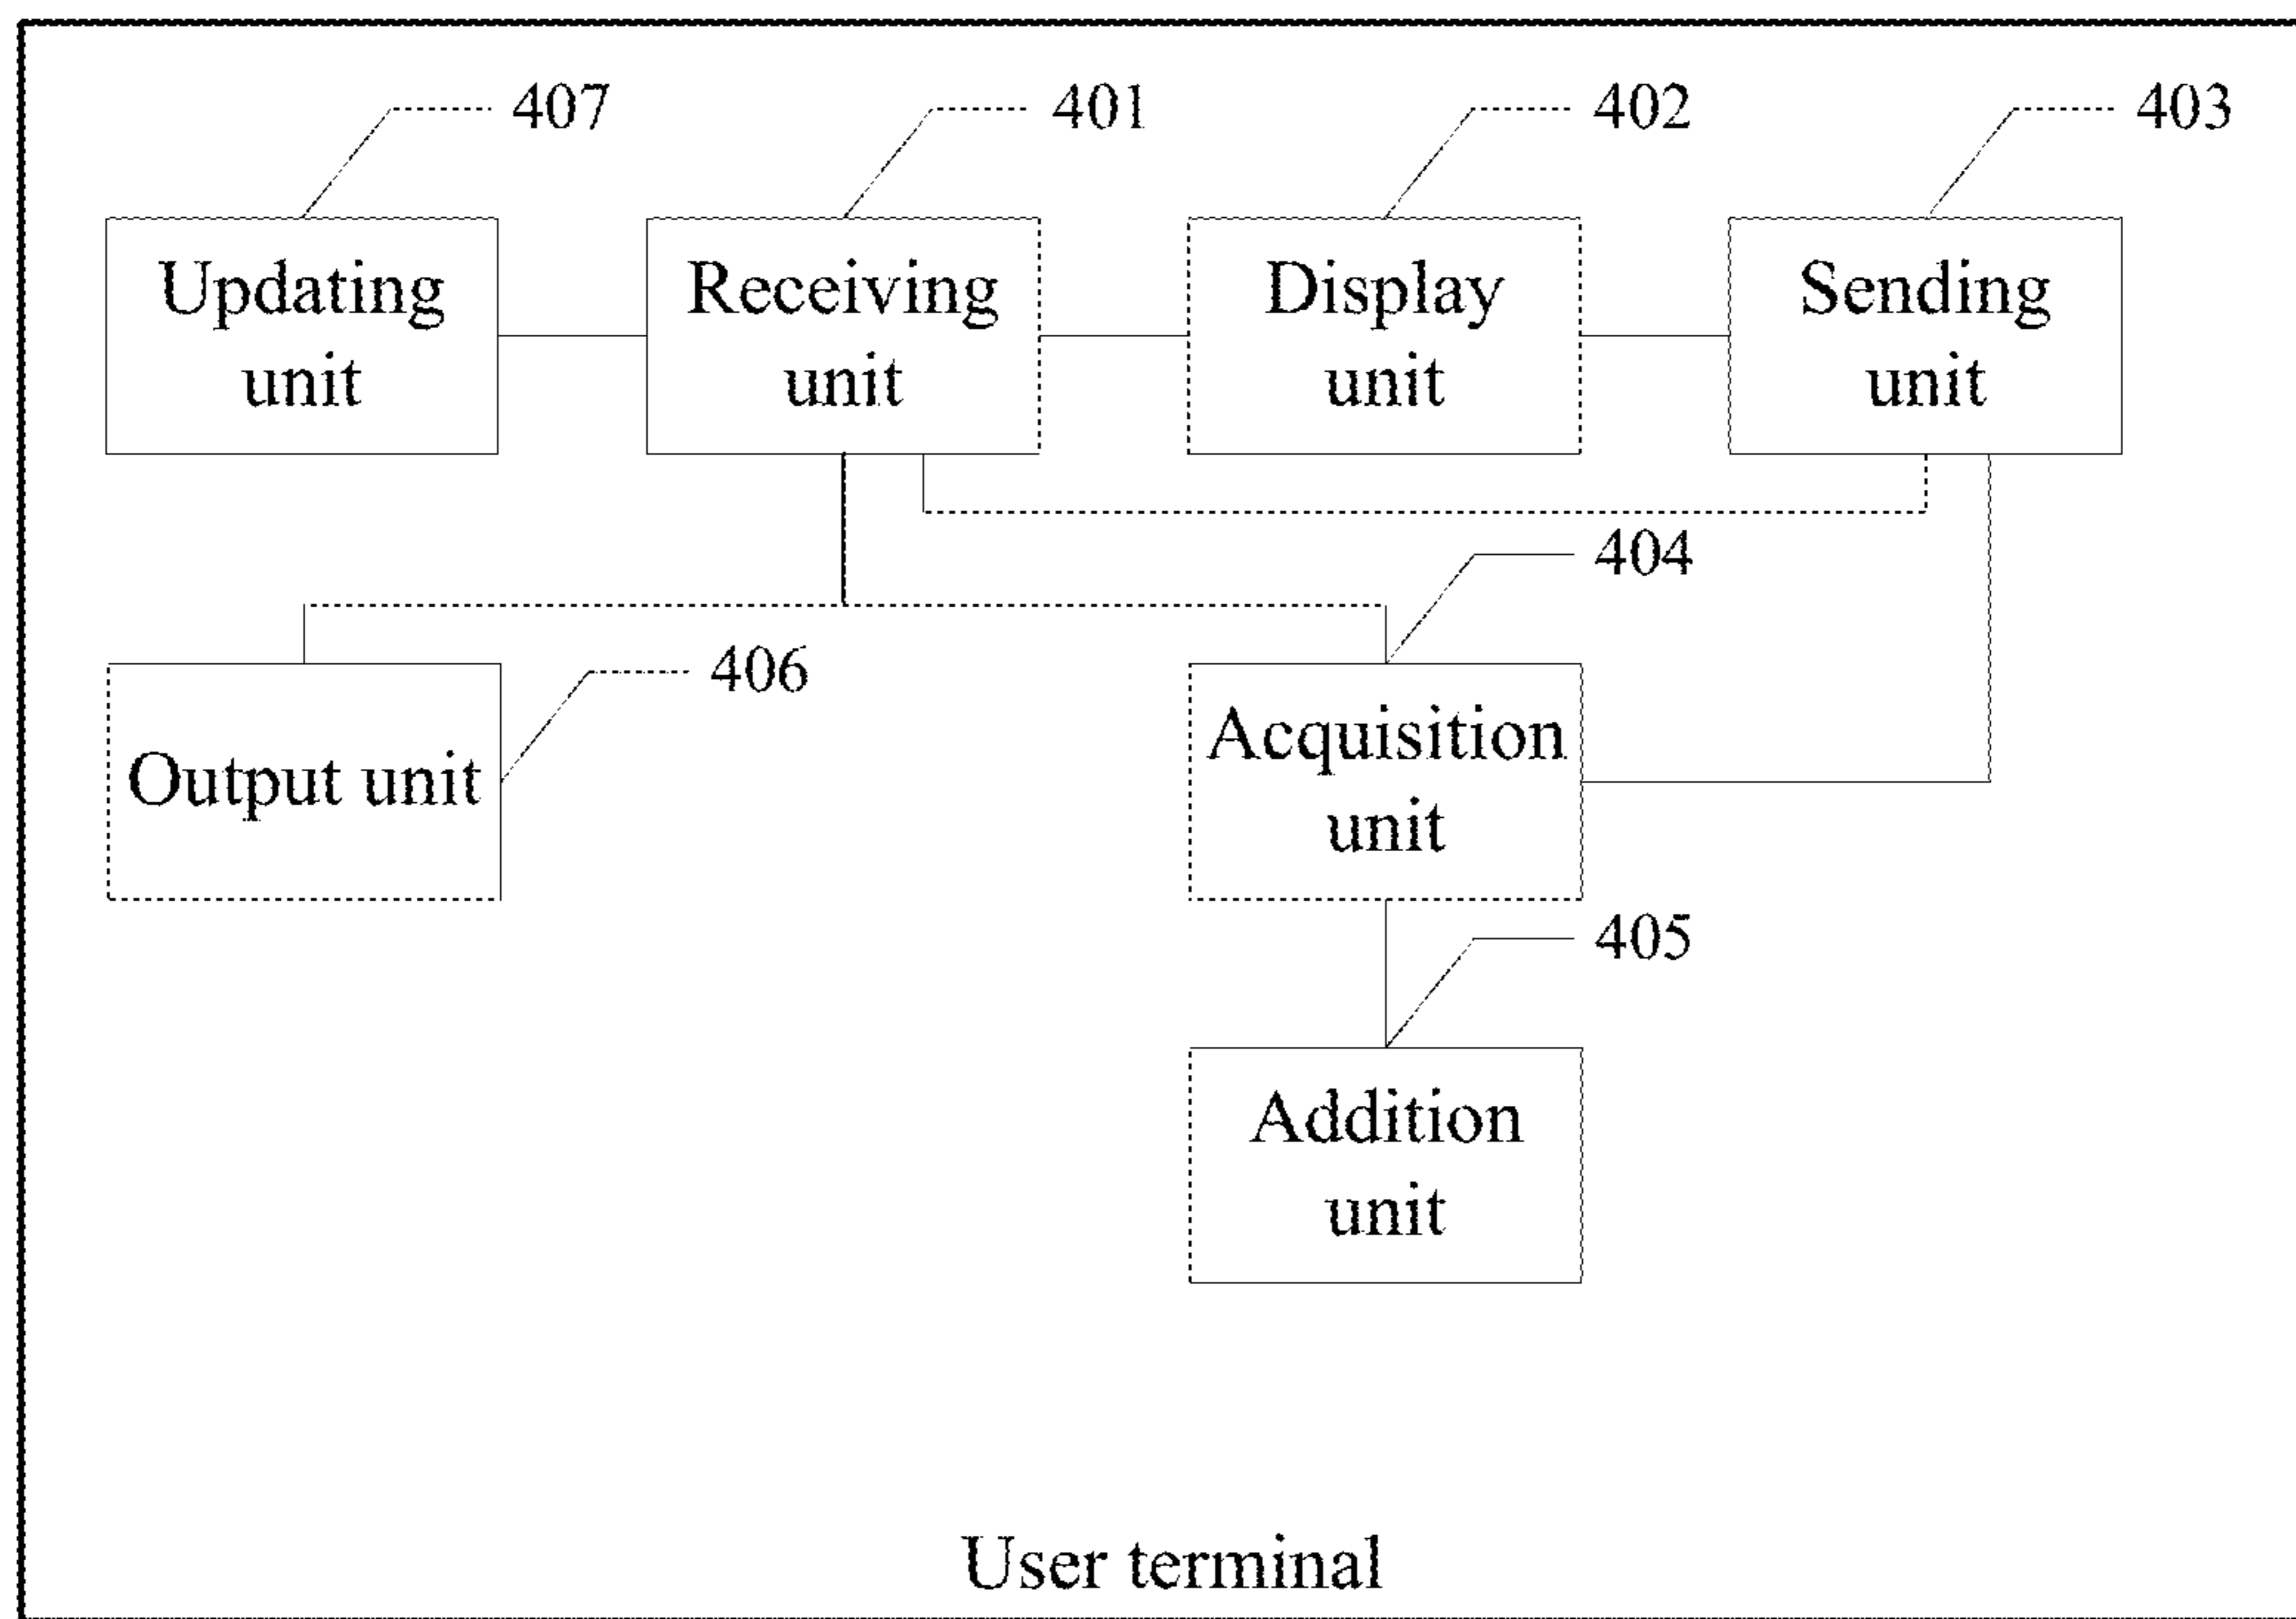 407
401
402
403
Updating
unit
Receiving
unit
Display
unit
Sending
unit
404
406
Output unit
Acquisition
unit
405
Addition
unit
User terminal